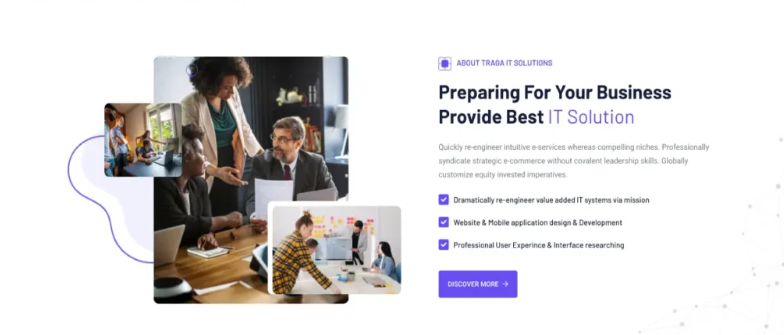 ABOUT TRAGA IT SOLUTIONS
Preparing For Your Business
Provide Best IT Solution
Quickly re-engineer intuitive e-services whereas compelling niches. Professionally
syndicate strategic e-commerce without covalent leadership skills. Globally
customize equity invested imperatives.
Dramatically re-engineer value added IT systems via mission
Website & Mobile application design & Development
Professional User Experince & Interface researching
DISCOVER MORE →